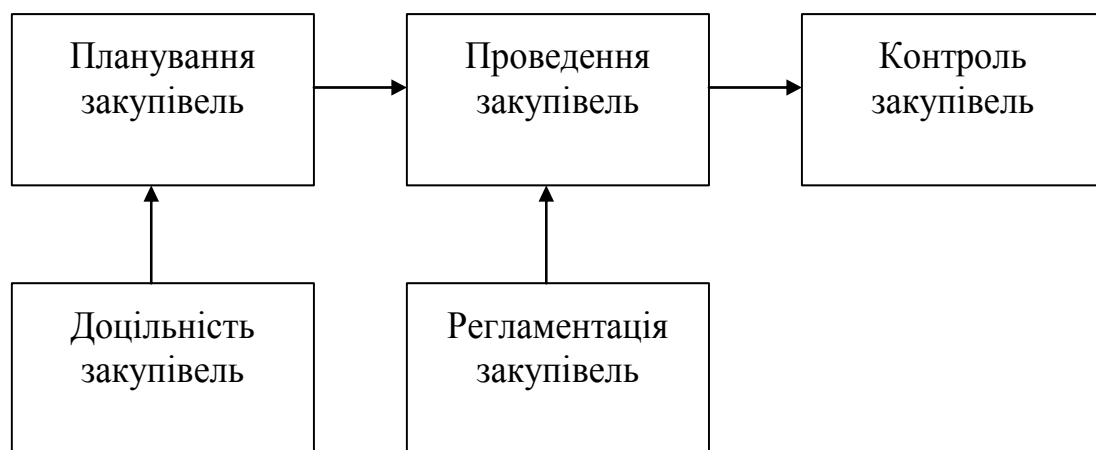 Планування
закупівель
Проведення
закупівель
Контроль
закупівель
Доцільність
закупівель
Регламентація
закупівель